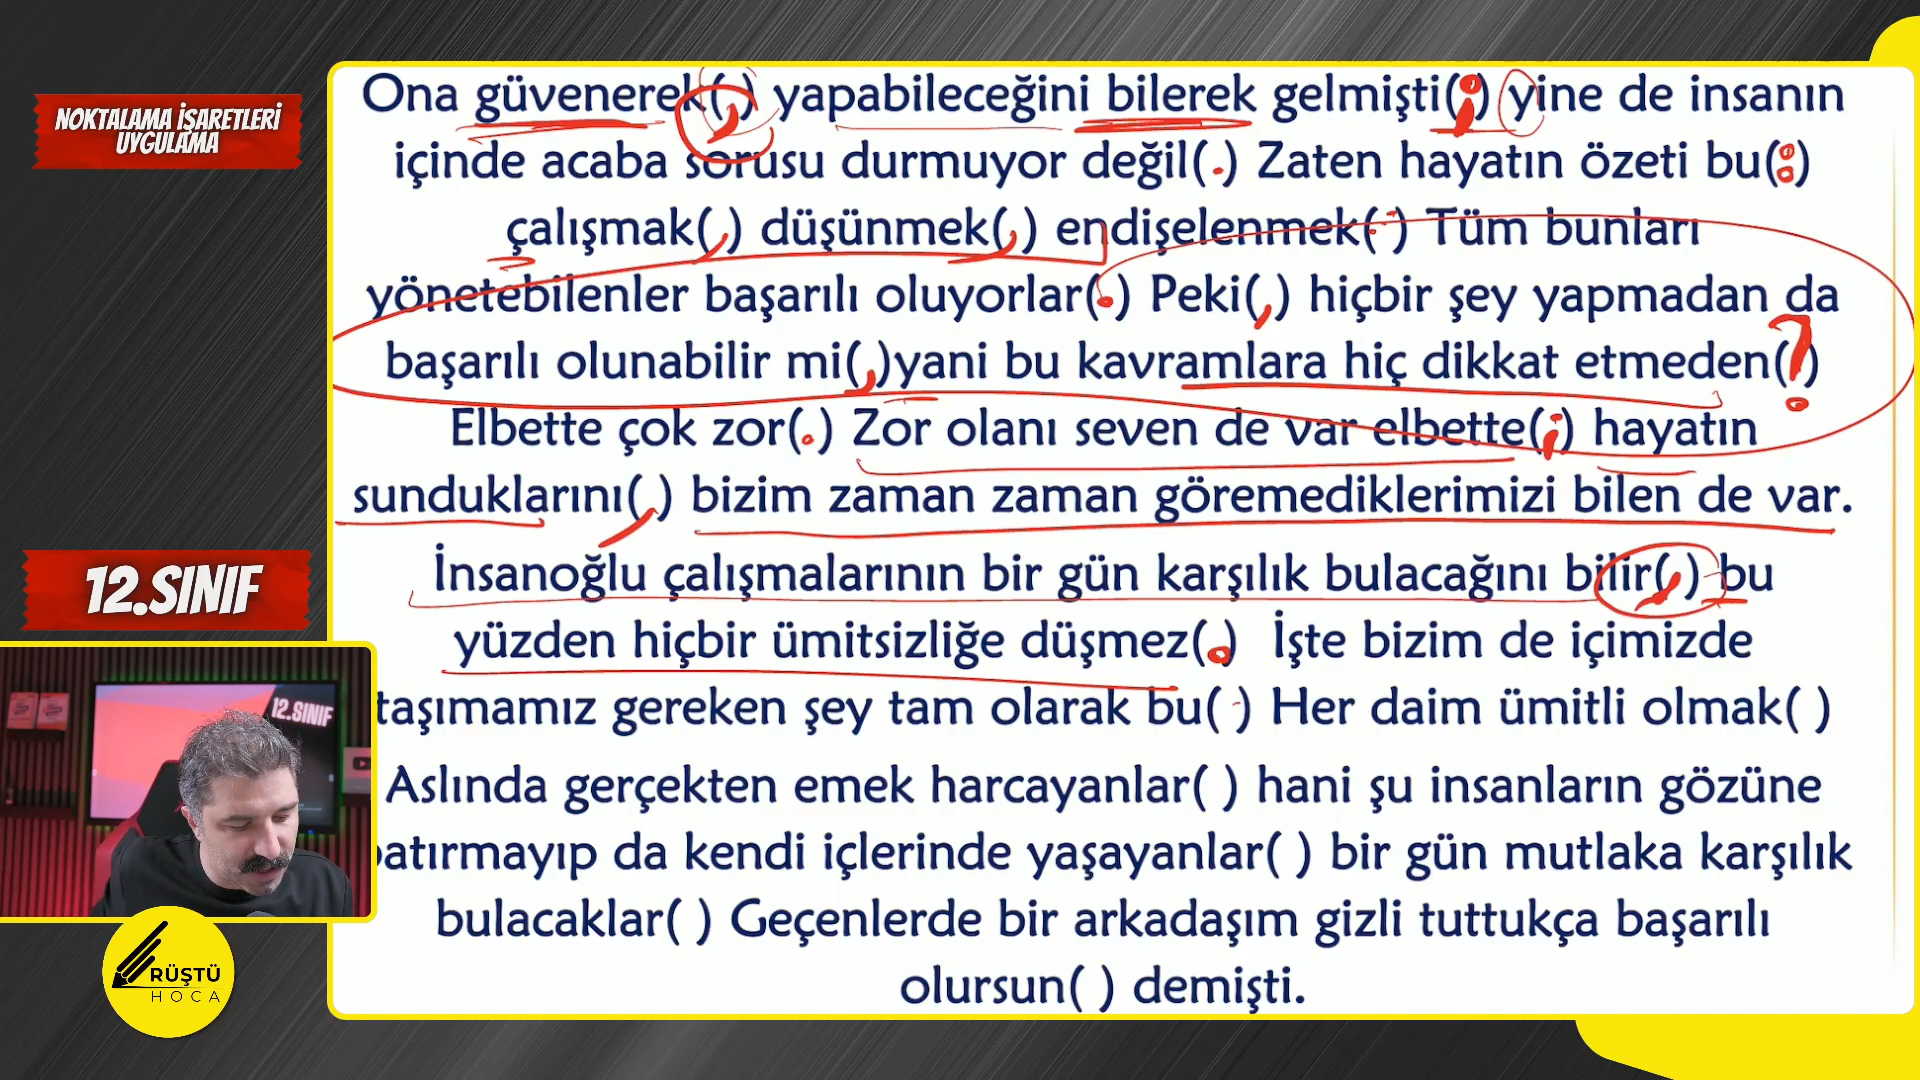 NOKTALAMA İŞARETLERİ
UYGULAMA
Ona güvenerek(,) yapabileceğini bilerek gelmişti(;) yine de insanın
içinde acaba sorusu durmuyor değil(.) Zaten hayatın özeti bu(:)
çalışmak(,) düşünmek(,) endişelenmek(...) Tüm bunları
yönetebilenler başarılı oluyorlar(.) Peki(,) hiçbir şey yapmadan da
başarılı olunabilir mi(,)yani bu kavramlara hiç dikkat etmeden(?)
Elbette çok zor(.) Zor olanı seven de var elbette(;) hayatın
sunduklarını(,) bizim zaman zaman göremediklerimizi bilen de var.
İnsanoğlu çalışmalarının bir gün karşılık bulacağını bilir(,) bu
yüzden hiçbir ümitsizliğe düşmez(.) İşte bizim de içimizde
taşımamız gereken şey tam olarak bu( ) Her daim ümitli olmak( )
Aslında gerçekten emek harcayanlar( ) hani şu insanların gözüne
batırmayıp da kendi içlerinde yaşayanlar( ) bir gün mutlaka karşılık
bulacaklar( ) Geçenlerde bir arkadaşım gizli tuttukça başarılı
olursun( ) demişti.
12.SINIF
12.SINIF
RÜŞTÜ
HOCA